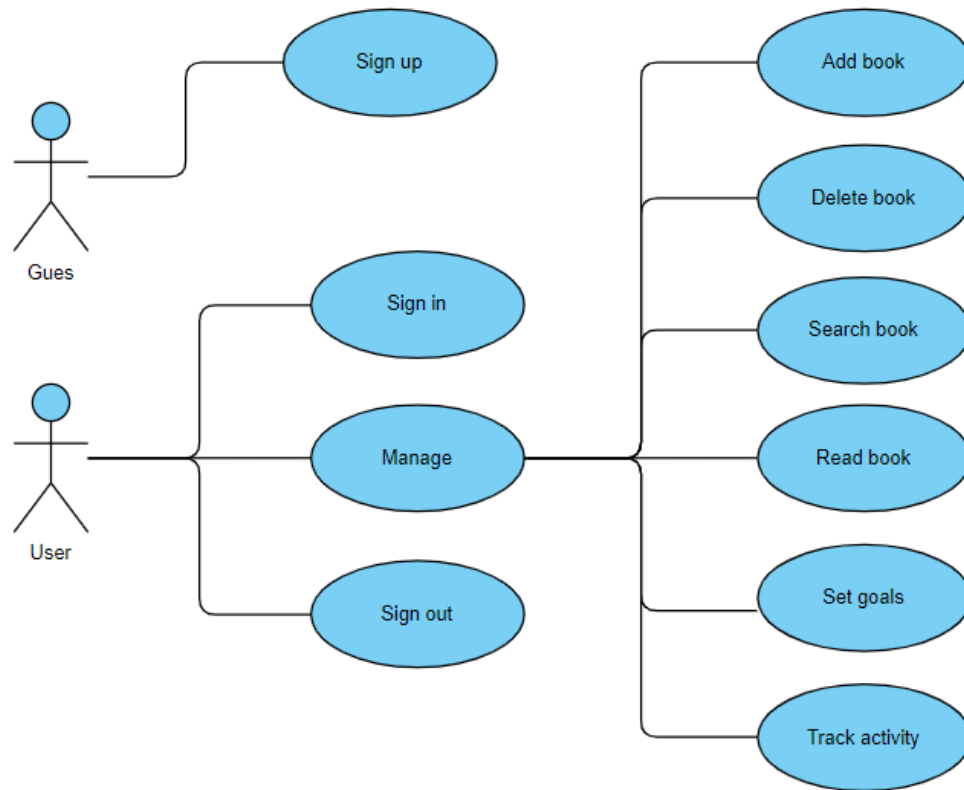 Sign up
Add book
Delete book
Gues
Sign in
Search book
Manage
Read book
User
Sign out
Set goals
Track activity